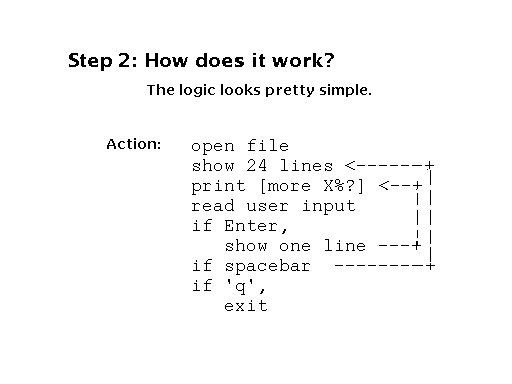 Step 2: How does it work?
The logic looks pretty simple.
Action:
open file
show 24 lines <------+
print [more X%?] <--+|
read user input ||
if Enter, ||
show one line ---+|
if spacebar --------+
if 'q',
exit